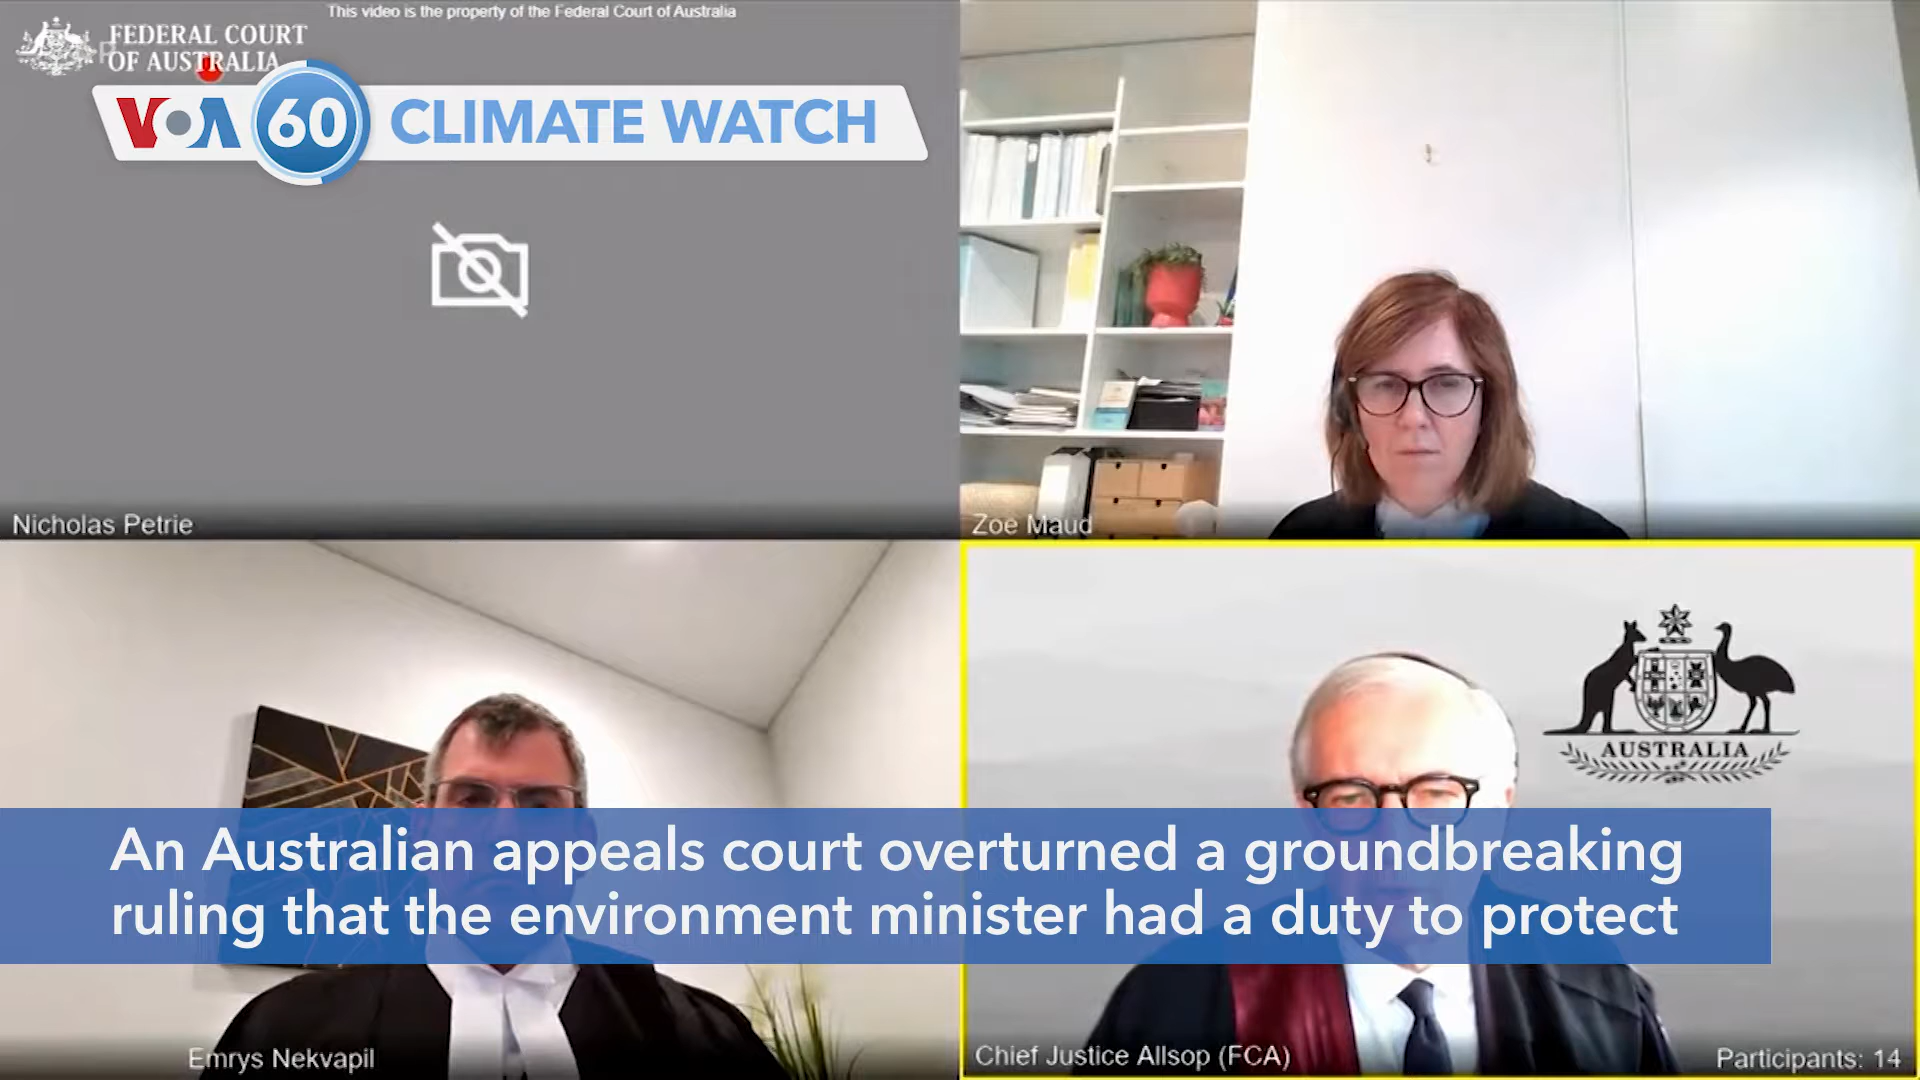 This video is the property of the Federal Court of Australia
FEDERAL COURT
OF AUSTRALIA
VOA 60 CLIMATE WATCH
Nicholas Petrie
Zoe Maud
AUSTRALIA
An Australian appeals court overturned a groundbreaking
ruling that the environment minister had a duty to protect
Emrys Nekvapil
Chief Justice Allsop (FCA)
Participants: 14